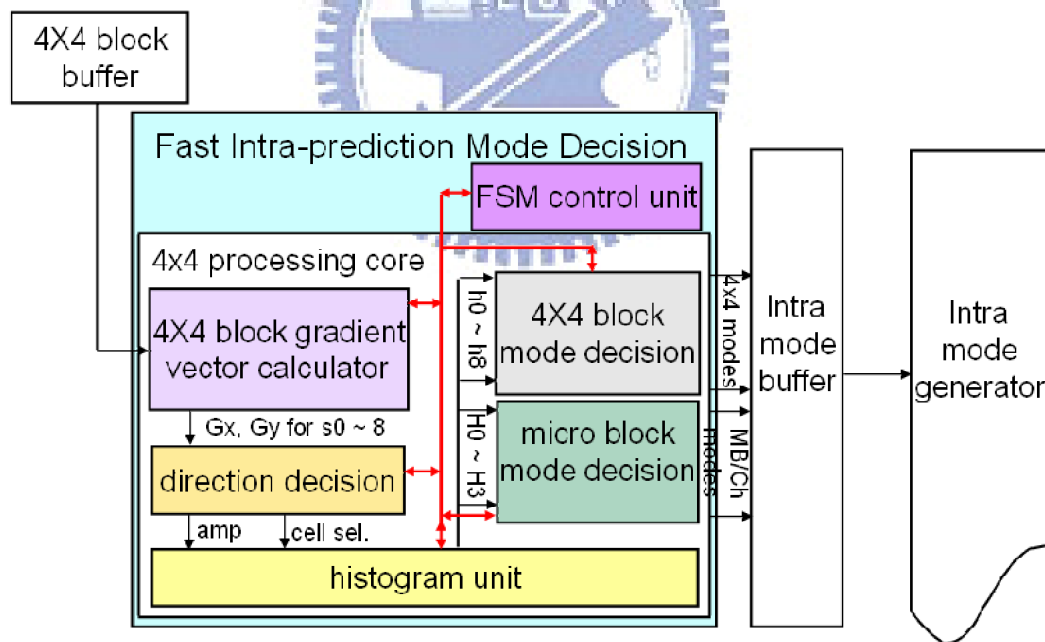 4X4 block
buffer
Fast Intra-prediction Mode Decision
FSM control unit
4x4 processing core
4X4 block gradient
vector calculator
Gx, Gy for s0 ~ 8
direction decision
amp
cell sel.
histogram unit
h0 ~ h8
4X4 block
mode decision
H0 ~ H3
micro block
mode decision
4x4 modes
MB/Ch
modes
Intra
mode
buffer
Intra
mode
generator